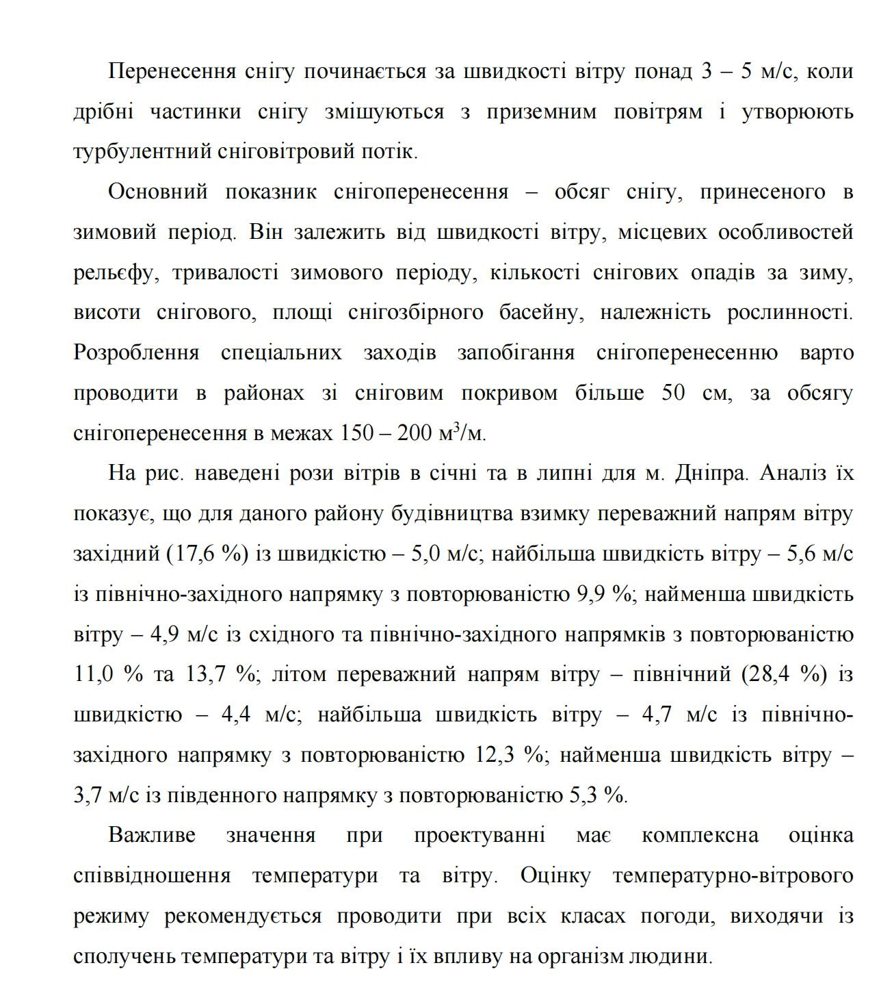 Перенесення снігу починається за швидкості вітру понад 3 – 5 м/с, коли
дрібні частинки снігу змішуються з приземним повітрям і утворюють
турбулентний сніговітровий потік.
Основний показник снігоперенесення – обсяг снігу, принесеного в
зимовий період. Він залежить від швидкості вітру, місцевих особливостей
рельєфу, тривалості зимового періоду, кількості снігових опадів за зиму,
висоти снігового, площі снігозбірного басейну, належність рослинності.
Розроблення спеціальних заходів запобігання снігоперенесенню варто
проводити в районах зі сніговим покривом більше 50 см, за обсягу
снігоперенесення в межах 150 – 200 м³/м.
На рис. наведені рози вітрів в січні та в липні для м. Дніпра. Аналіз їх
показує, що для даного району будівництва взимку переважний напрям вітру
західний (17,6 %) із швидкістю – 5,0 м/с; найбільша швидкість вітру – 5,6 м/с
із північно-західного напрямку з повторюваністю 9,9 %; найменша швидкість
вітру – 4,9 м/с із східного та північно-західного напрямків з повторюваністю
11,0 % та 13,7 %; літом переважний напрям вітру – північний (28,4 %) із
швидкістю – 4,4 м/с; найбільша швидкість вітру – 4,7 м/с із північно-
західного напрямку з повторюваністю 12,3 %; найменша швидкість вітру –
3,7 м/с із південного напрямку з повторюваністю 5,3 %.
Важливе значення при проектуванні має комплексна оцінка
співвідношення температури та вітру. Оцінку температурно-вітрового
режиму рекомендується проводити при всіх класах погоди, виходячи із
сполучень температури та вітру і їх впливу на організм людини.